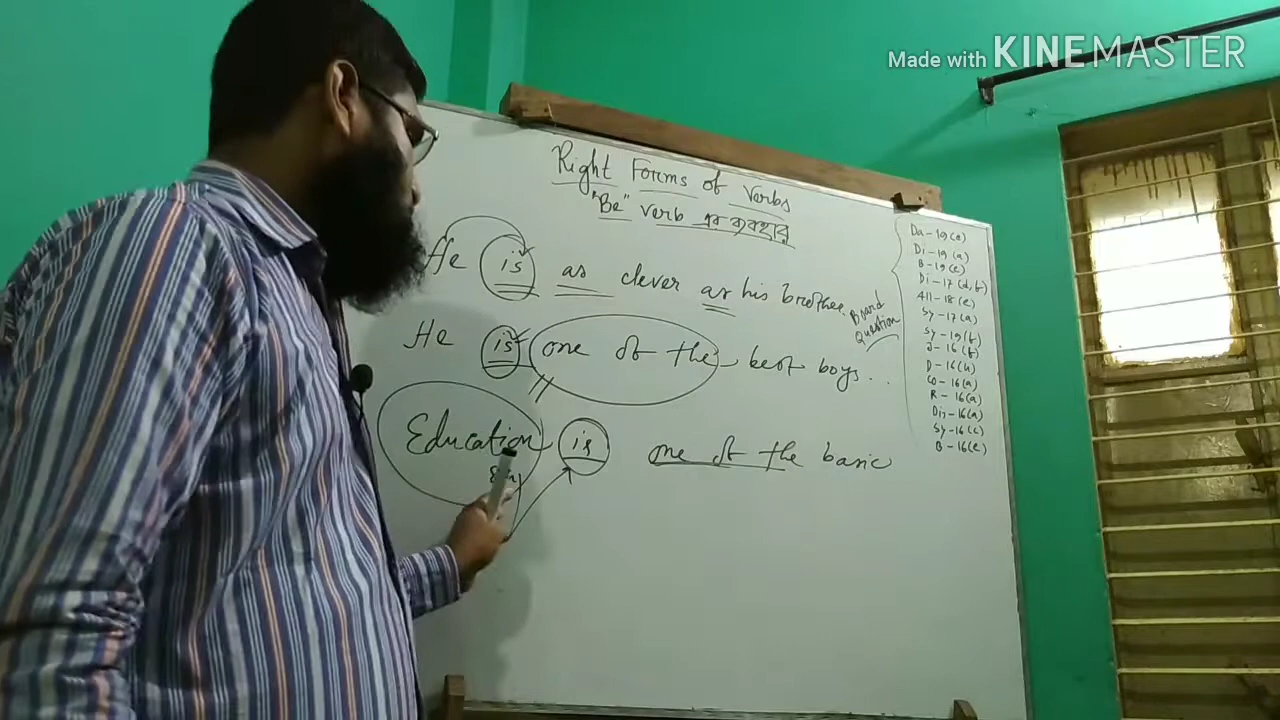 Made with KINEMASTER
Right Forms of Verbs
"Be" verb এর ব্যবহার
He is as clever as his brother
Board
Question
He is one of the best boys...
Education is one of the basic
Da-19(e)
Di-19(a)
B-19(e)
Di-17(d,f)
All-18(e)
Sy-17(a)
Sy-19(f)
J-16(f)
D-16(h)
Co-16(a)
R-16(a)
Din-16(a)
Sy-16(c)
B-16(e)